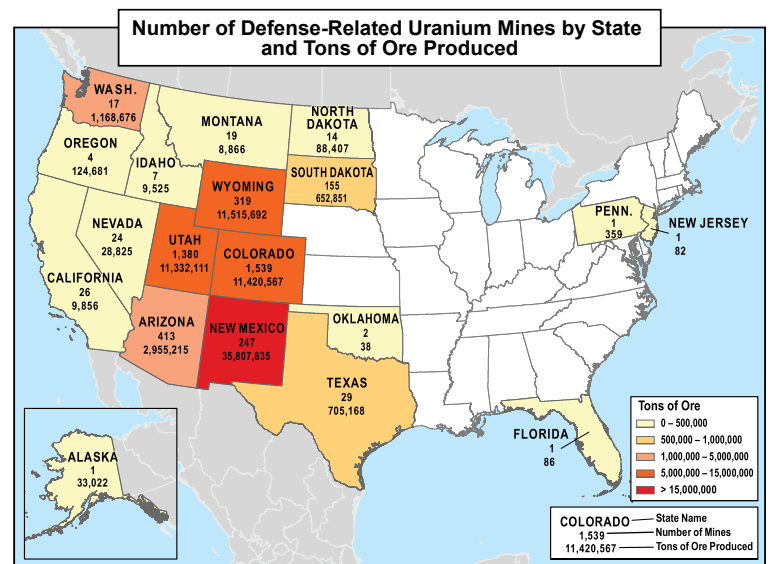 Number of Defense-Related Uranium Mines by State
and Tons of Ore Produced
WASH.
17
1,168,676
OREGON
4
124,681
IDAHO
7
9,525
MONTANA
19
8,866
NORTH
DAKOTA
14
88,407
SOUTH DAKOTA
155
652,851
WYOMING
319
11,515,692
NEVADA
24
28,825
UTAH
1,380
11,332,111
COLORADO
1,539
11,420,567
CALIFORNIA
26
9,856
ARIZONA
413
2,955,215
NEW MEXICO
247
35,807,835
OKLAHOMA
2
38
TEXAS
29
705,168
PENN.
1
359
NEW JERSEY
1
82
FLORIDA
1
86
ALASKA
1
33,022
Tons of Ore
0 – 500,000
500,000 – 1,000,000
1,000,000 – 5,000,000
5,000,000 – 15,000,000
> 15,000,000
COLORADO State Name
1,539 Number of Mines
11,420,567 Tons of Ore Produced